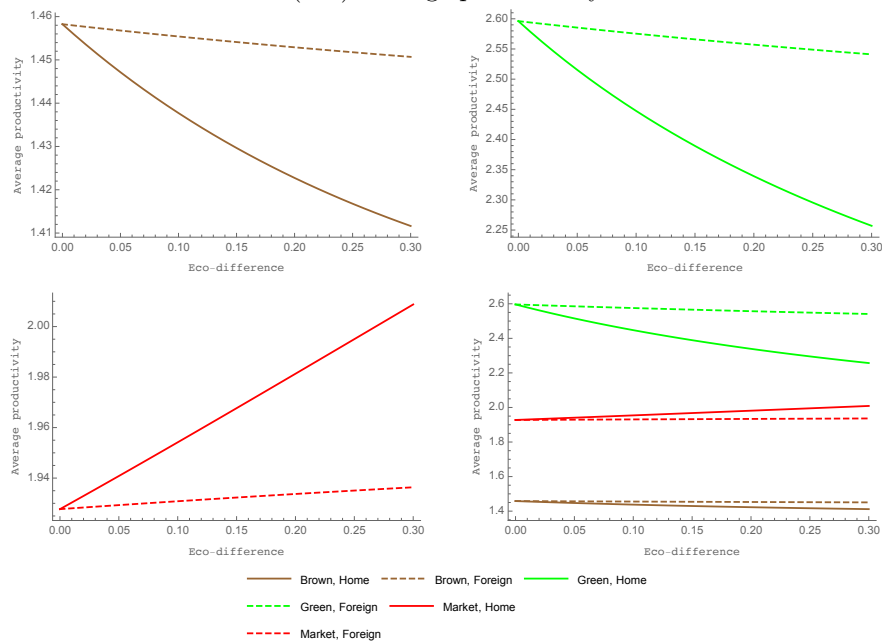 1.46
1.45
1.44
1.43
1.42
1.41
0.00 0.05 0.10 0.15 0.20 0.25 0.30
Eco-difference
Average productivity
2.60
2.55
2.50
2.45
2.40
2.35
2.30
2.25
0.00 0.05 0.10 0.15 0.20 0.25 0.30
Eco-difference
Average productivity
2.00
1.98
1.96
1.94
0.00 0.05 0.10 0.15 0.20 0.25 0.30
Eco-difference
Average productivity
2.6
2.4
2.2
2.0
1.8
1.6
1.4
0.00 0.05 0.10 0.15 0.20 0.25 0.30
Eco-difference
Average productivity
Brown, Home Brown, Foreign Green, Home
Green, Foreign Market, Home
Market, Foreign